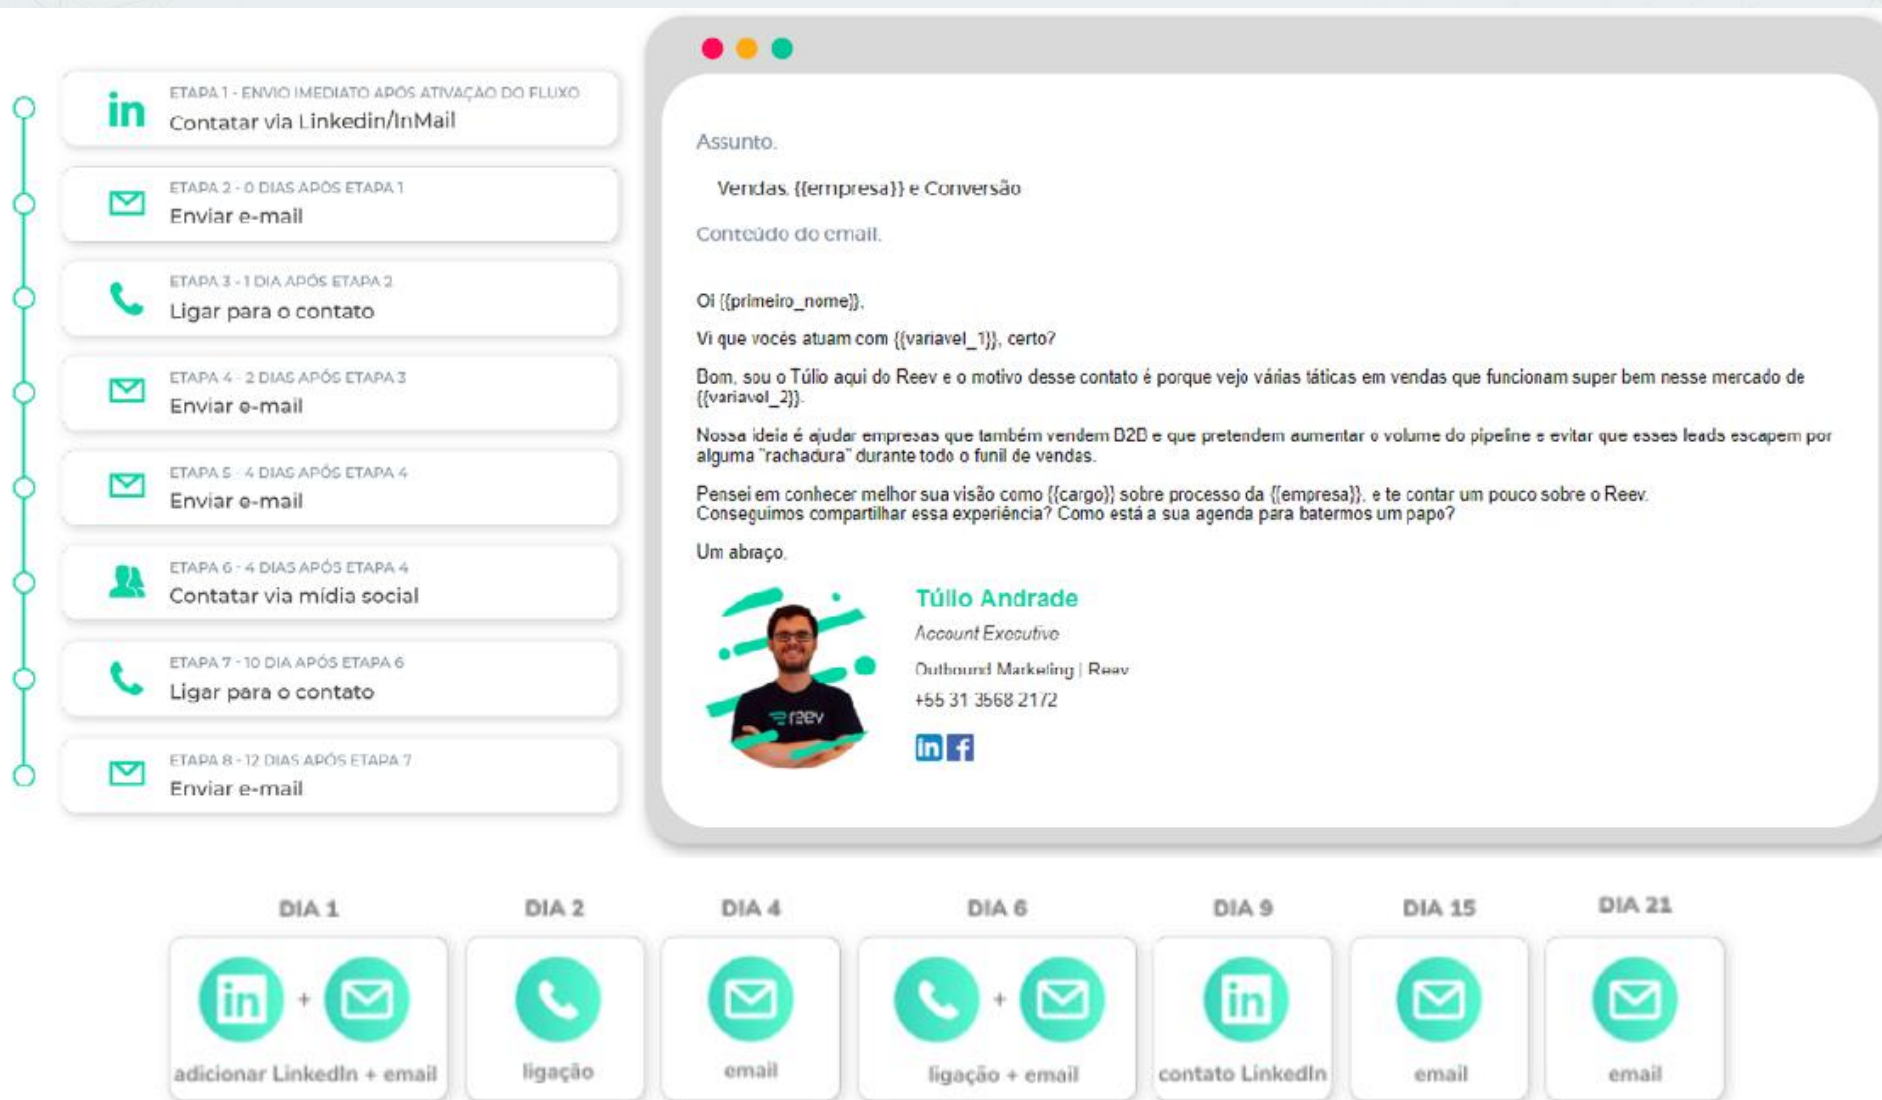 in
ETAPA 1 - ENVIO IMEDIATO APÓS ATIVAÇÃO DO FLUXO
Contatar via Linkedin/InMail
ETAPA 2 - 0 DIAS APÓS ETAPA 1
Enviar e-mail
ETAPA 3 - 1 DIA APÓS ETAPA 2
Ligar para o contato
ETAPA 4 - 2 DIAS APÓS ETAPA 3
Enviar e-mail
ETAPA 5 - 4 DIAS APÓS ETAPA 4
Enviar e-mail
ETAPA 6 - 4 DIAS APÓS ETAPA 4
Contatar via mídia social
ETAPA 7 - 10 DIA APÓS ETAPA 6
Ligar para o contato
ETAPA 8 - 12 DIAS APÓS ETAPA 7
Enviar e-mail
Assunto.
Vendas, {{empresa}} e Conversão
Conteúdo do email.
Oi {{primeiro_nome}},
Vi que vocês atuam com {{variavel_1}}, certo?
Bom, sou o Túlio aqui do Reev e o motivo desse contato é porque vejo várias táticas em vendas que funcionam super bem nesse mercado de
{{variavel_2}}.
Nossa ideia é ajudar empresas que também vendem B2B e que pretendem aumentar o volume do pipeline e evitar que esses leads escapem por
alguma "rachadura" durante todo o funil de vendas.
Pensei em conhecer melhor sua visão como {{cargo}} sobre processo da {{empresa}}, e te contar um pouco sobre o Reev.
Conseguimos compartilhar essa experiência? Como está a sua agenda para batermos um papo?
Um abraço,
reev
Túlio Andrade
Account Executive
Outbound Marketing | Reev
+55 31 3568 2172
in f
DIA 1
DIA 2
DIA 4
DIA 6
DIA 9
DIA 15
DIA 21
in +
+
in
adicionar LinkedIn + email
ligação
email
ligação + email
contato LinkedIn
email
email